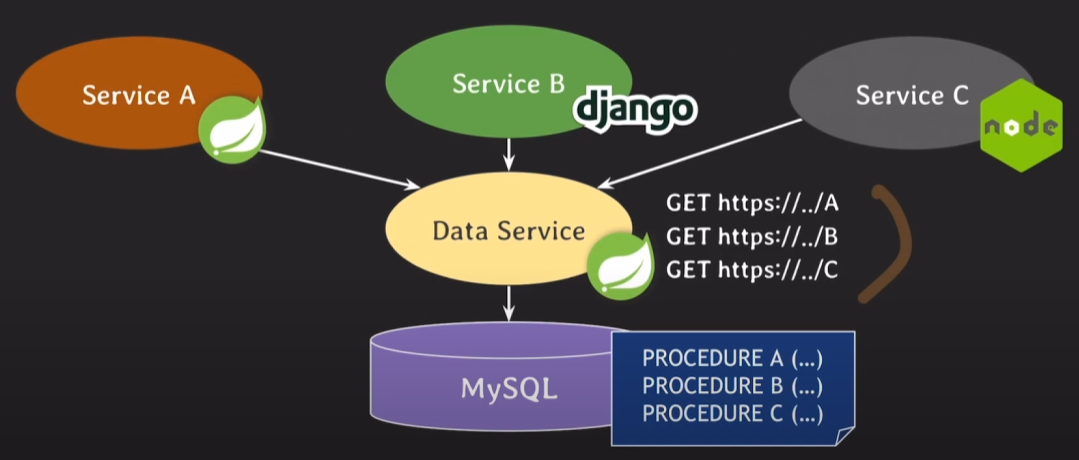 Service A
Service B
django
Service C
node
Data Service
GET https://../A
GET https://../B
GET https://../C
MySQL
PROCEDURE A (...)
PROCEDURE B (...)
PROCEDURE C (...)